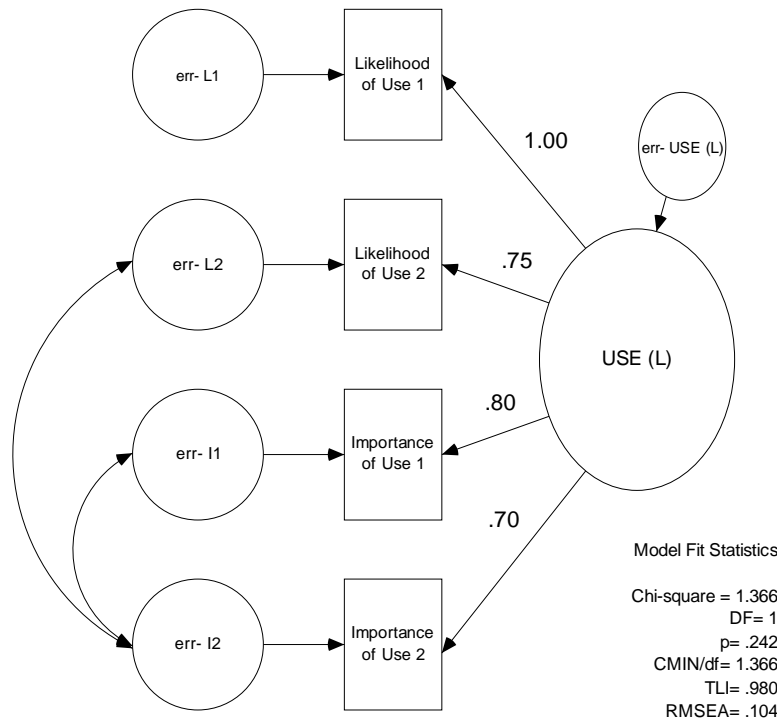 err- L1
Likelihood
of Use 1
1.00
err- USE (L)
err- L2
Likelihood
of Use 2
.75
USE (L)
.80
err- I1
Importance
of Use 1
.70
Model Fit Statistics
Chi-square = 1.366
DF= 1
p= .242
CMIN/df= 1.366
TLI= .980
RMSEA= .104
err- I2
Importance
of Use 2